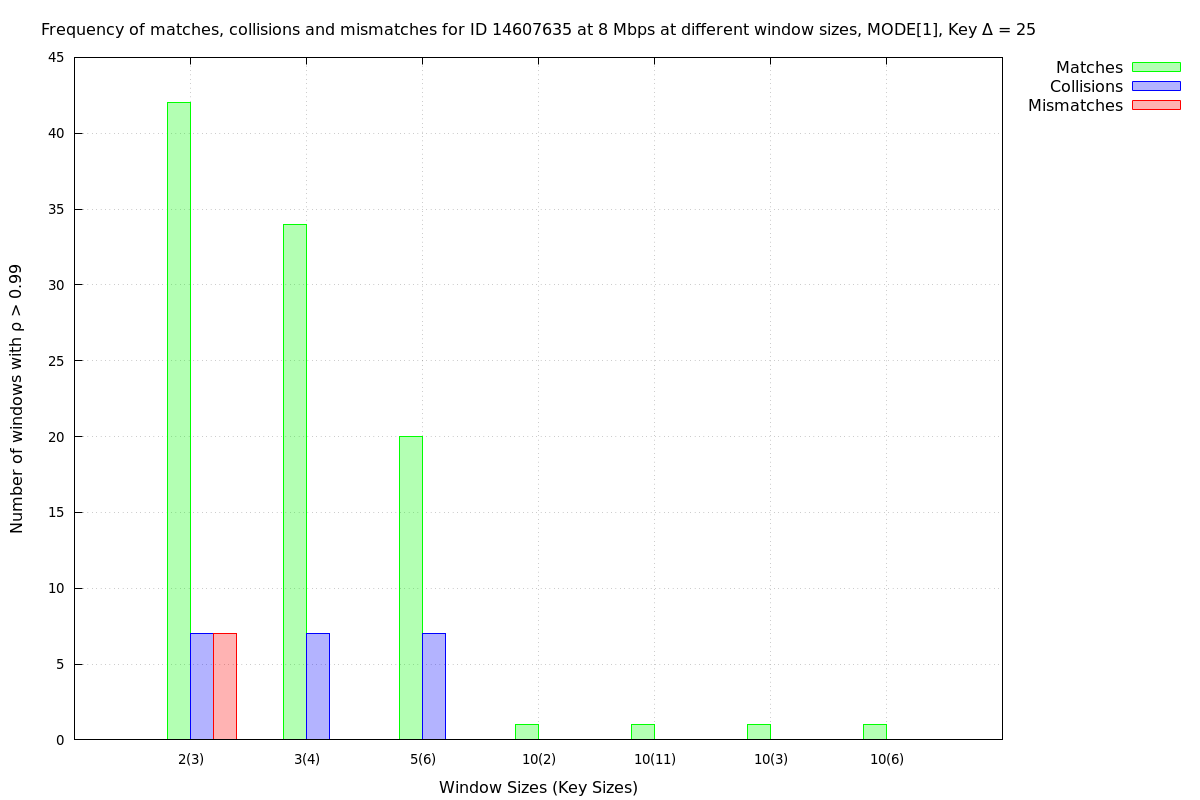 Frequency of matches, collisions and mismatches for ID 14607635 at 8 Mbps at different window sizes, MODE[1], Key Δ = 25
Matches
Collisions
Mismatches
Number of windows with ρ > 0.99
45
40
35
30
25
20
15
10
5
0
2(3) 3(4) 5(6) 10(2) 10(11) 10(3) 10(6)
Window Sizes (Key Sizes)